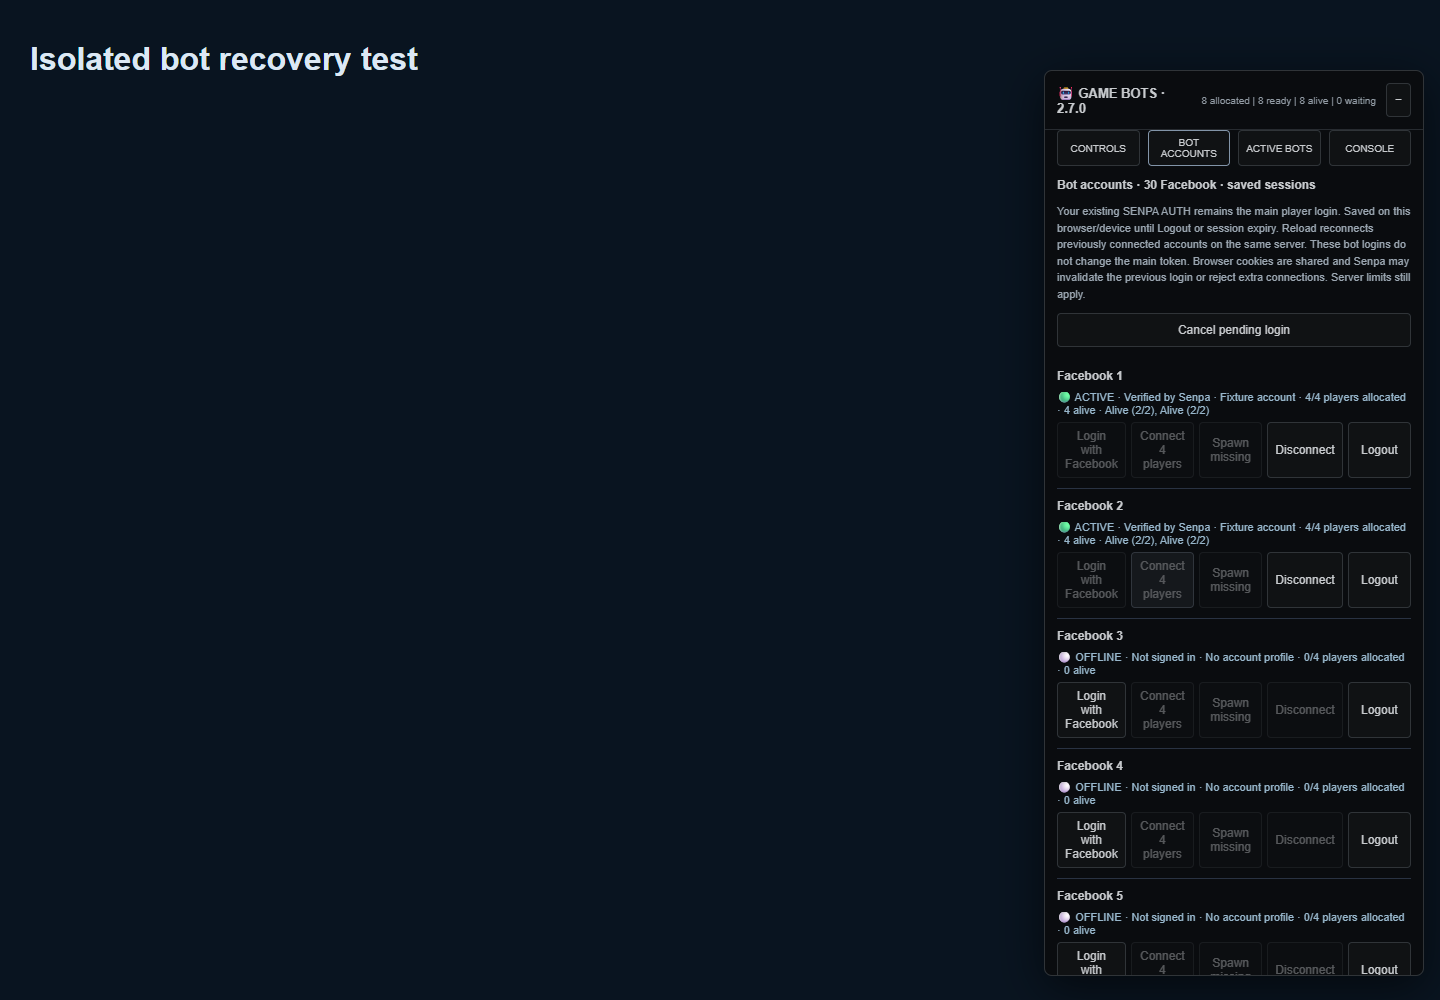 Isolated bot recovery test
GAME BOTS ·
2.7.0
8 allocated | 8 ready | 8 alive | 0 waiting
−
CONTROLS
BOT
ACCOUNTS
ACTIVE BOTS
CONSOLE
Bot accounts · 30 Facebook · saved sessions
Your existing SENPA AUTH remains the main player login. Saved on this
browser/device until Logout or session expiry. Reload reconnects
previously connected accounts on the same server. These bot logins do
not change the main token. Browser cookies are shared and Senpa may
invalidate the previous login or reject extra connections. Server limits still
apply.
Cancel pending login
Facebook 1
ACTIVE · Verified by Senpa · Fixture account · 4/4 players allocated
· 4 alive · Alive (2/2), Alive (2/2)
Login
with
Facebook
Connect
4
players
Spawn
missing
Disconnect
Logout
Facebook 2
ACTIVE · Verified by Senpa · Fixture account · 4/4 players allocated
· 4 alive · Alive (2/2), Alive (2/2)
Login
with
Facebook
Connect
4
players
Spawn
missing
Disconnect
Logout
Facebook 3
OFFLINE · Not signed in · No account profile · 0/4 players allocated
· 0 alive
Login
with
Facebook
Connect
4
players
Spawn
missing
Disconnect
Logout
Facebook 4
OFFLINE · Not signed in · No account profile · 0/4 players allocated
· 0 alive
Login
with
Facebook
Connect
4
players
Spawn
missing
Disconnect
Logout
Facebook 5
OFFLINE · Not signed in · No account profile · 0/4 players allocated
· 0 alive
Login
with
Connect
4
Spawn
missing
Disconnect
Logout